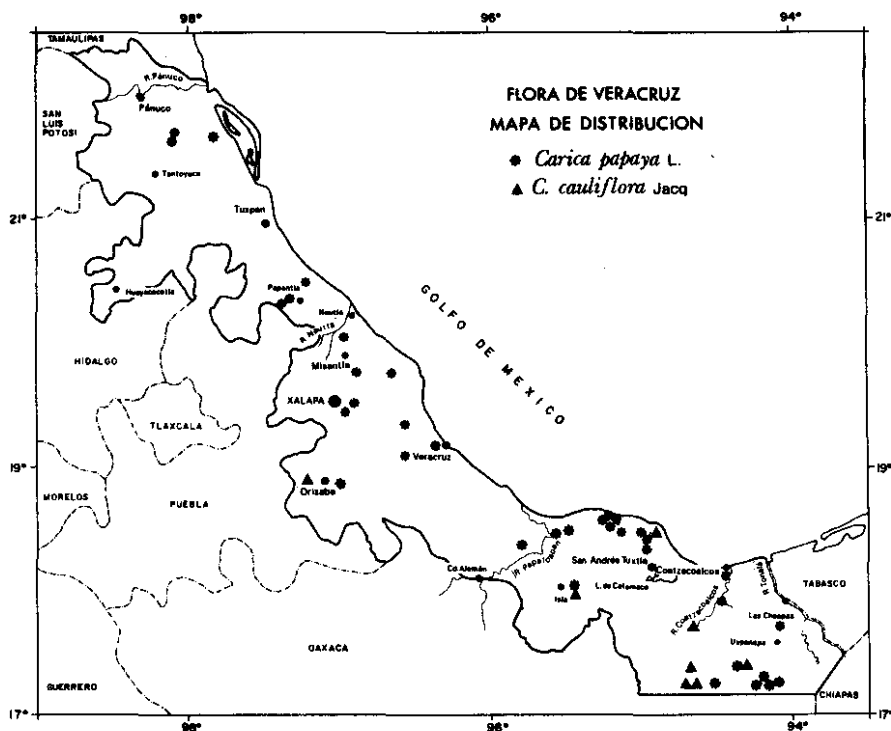 98°
96°
94°
TAMAULIPAS
R. Pánuco
Pánuco
SAN LUIS POTOSI
FLORA DE VERACRUZ
MAPA DE DISTRIBUCION
Carica papaya L.
C. cauliflora Jacq
Tantoyuca
21°
Tuxpan
21°
Huayacocotla
Papantla
Nautla
R. Nautla
GOLFO DE MEXICO
HIDALGO
Misantla
XALAPA
TLAXCALA
19°
Veracruz
19°
MORELOS
PUEBLA
Orizaba
Cd. Alemán
R. Papaloapan
San Andrés Tuxtla
Coatzacoalcos
L. de Catemaco
Isla
R. Tonalá
TABASCO
R. Coatzacoalcos
Las Choapas
Uxpanapa
OAXACA
GUERRERO
CHIAPAS
17°
17°
98°
96°
94°